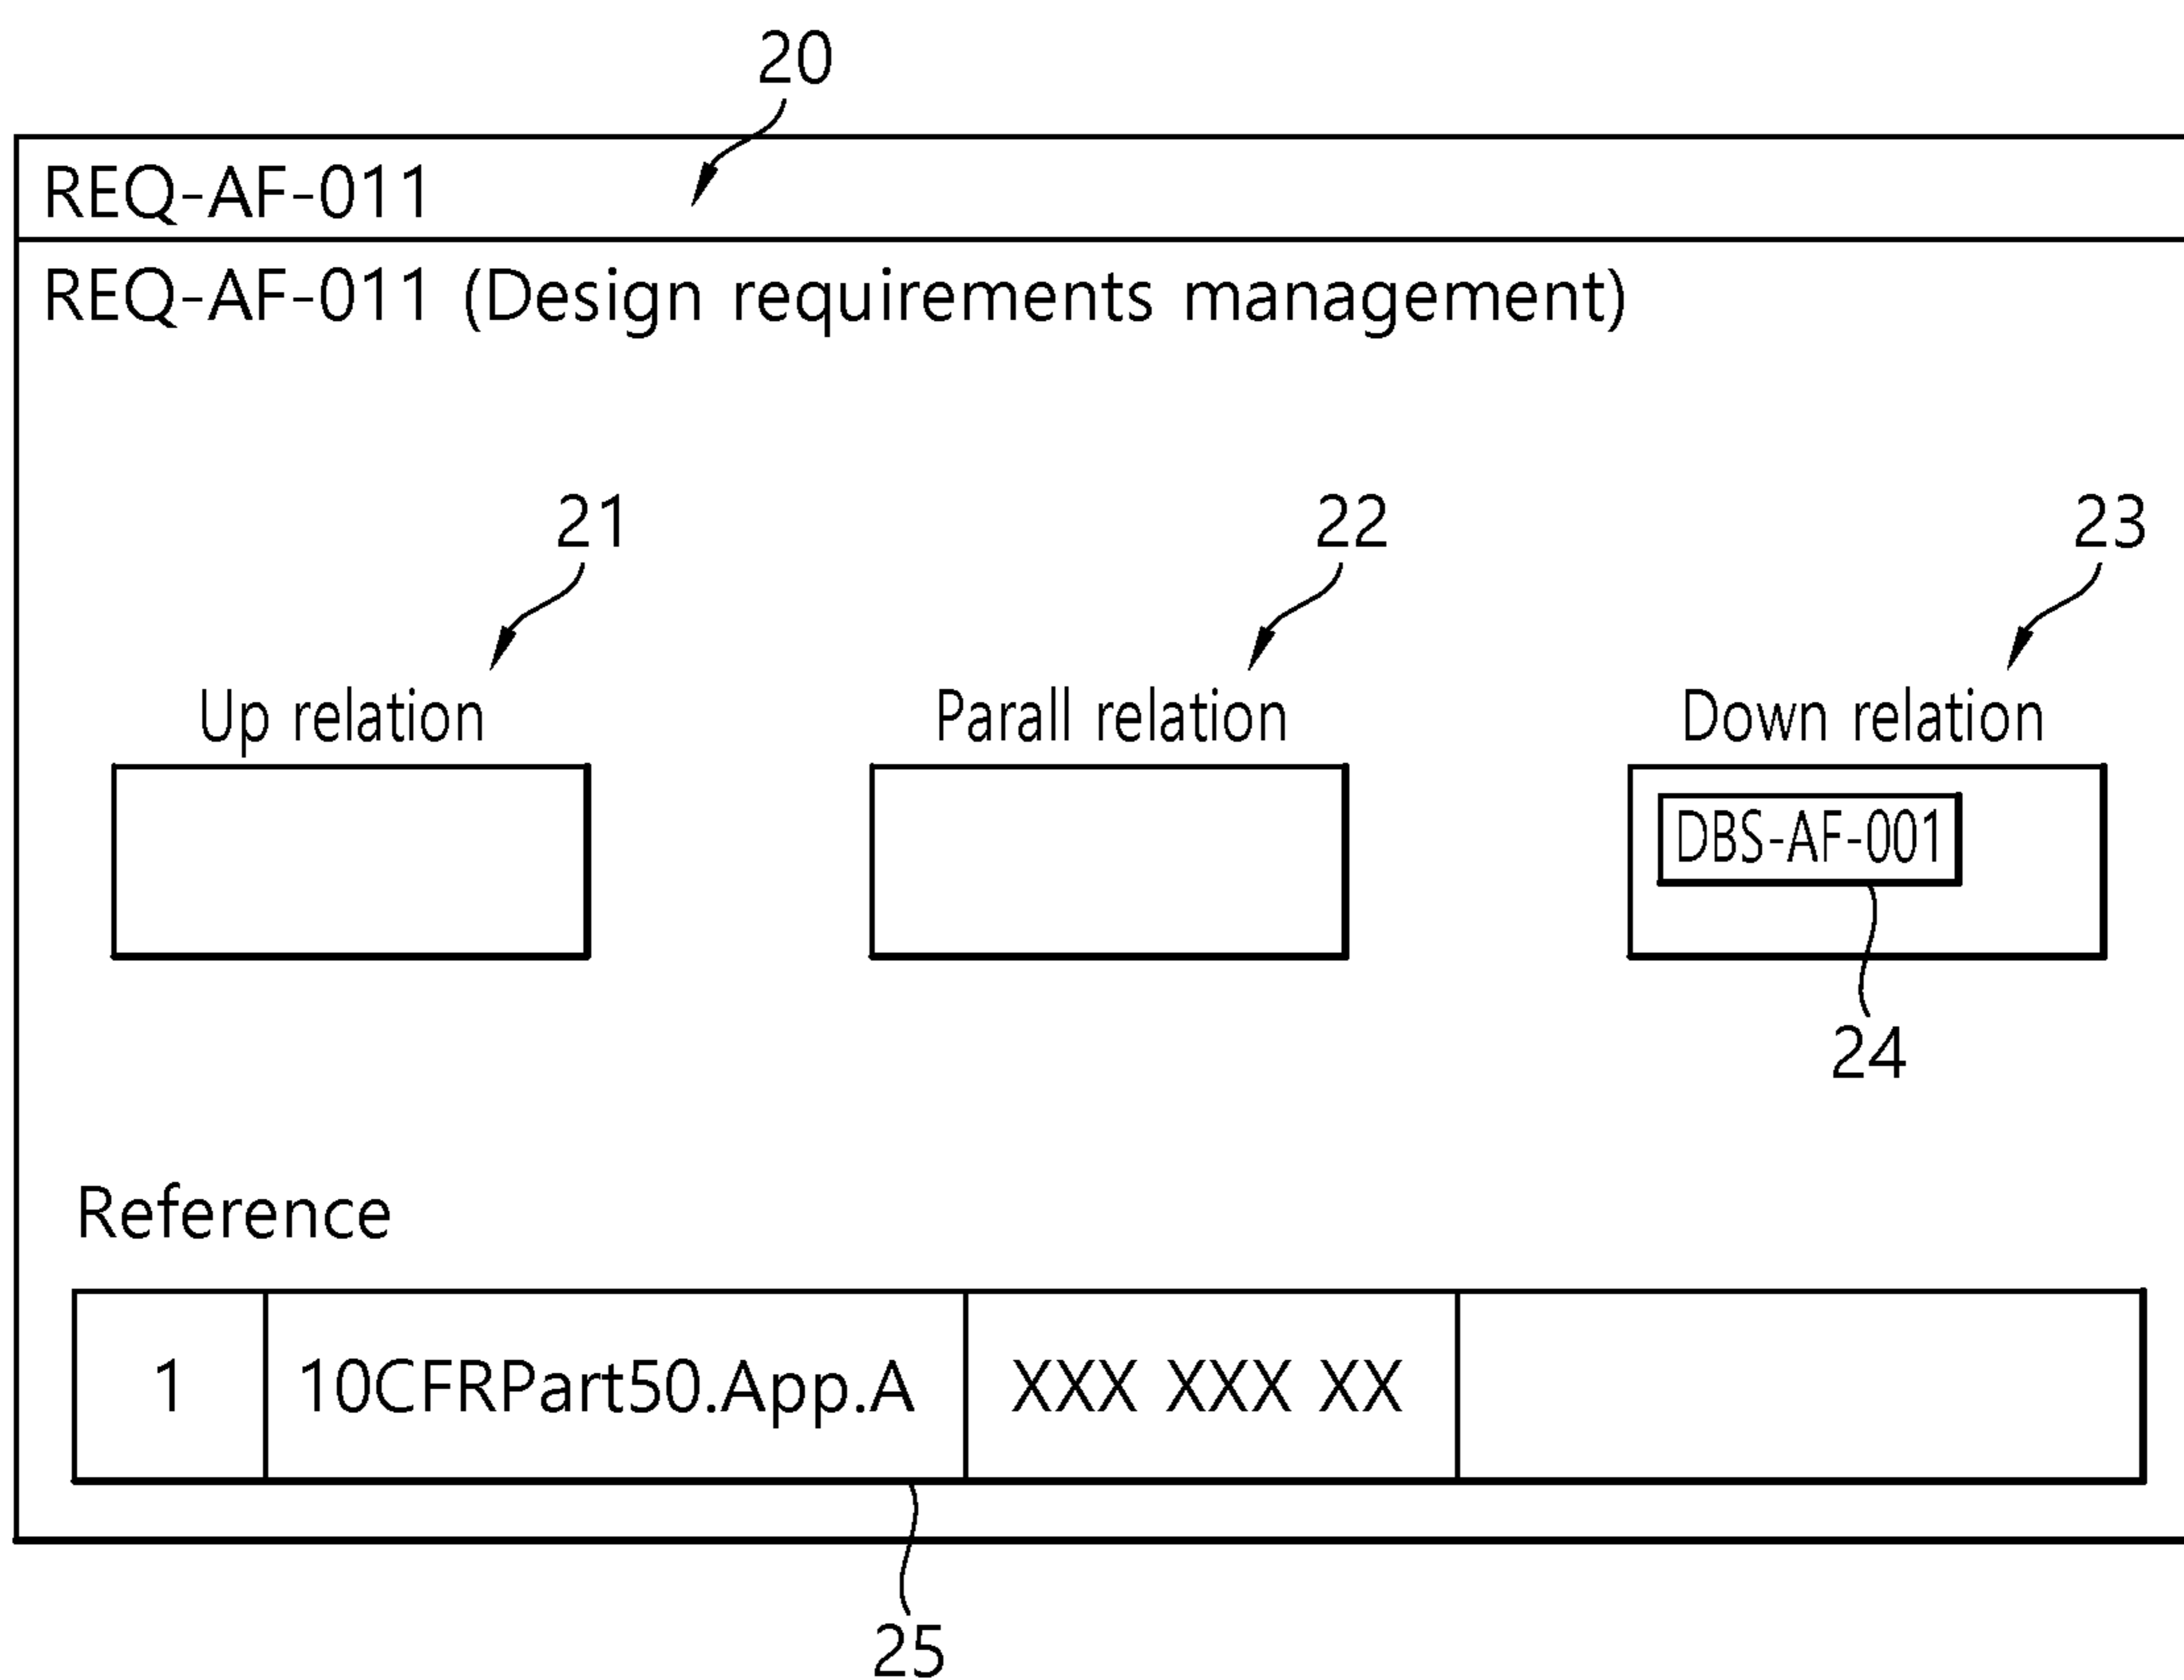 20
REQ-AF-011
REQ-AF-011 (Design requirements management)
21 22 23
Up relation Parall relation Down relation
DBS-AF-001
24
Reference
1 10CFRPart50.App.A XXX XXX XX
25